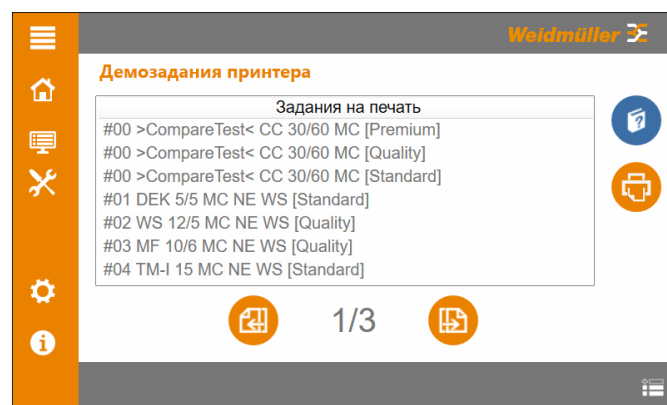 Weidmüller
Демозадания принтера
Задания на печать
#00 >CompareTest< CC 30/60 MC [Premium]
#00 >CompareTest< CC 30/60 MC [Quality]
#00 >CompareTest< CC 30/60 MC [Standard]
#01 DEK 5/5 MC NE WS [Standard]
#02 WS 12/5 MC NE WS [Quality]
#03 MF 10/6 MC NE WS [Quality]
#04 TM-I 15 MC NE WS [Standard]
1/3